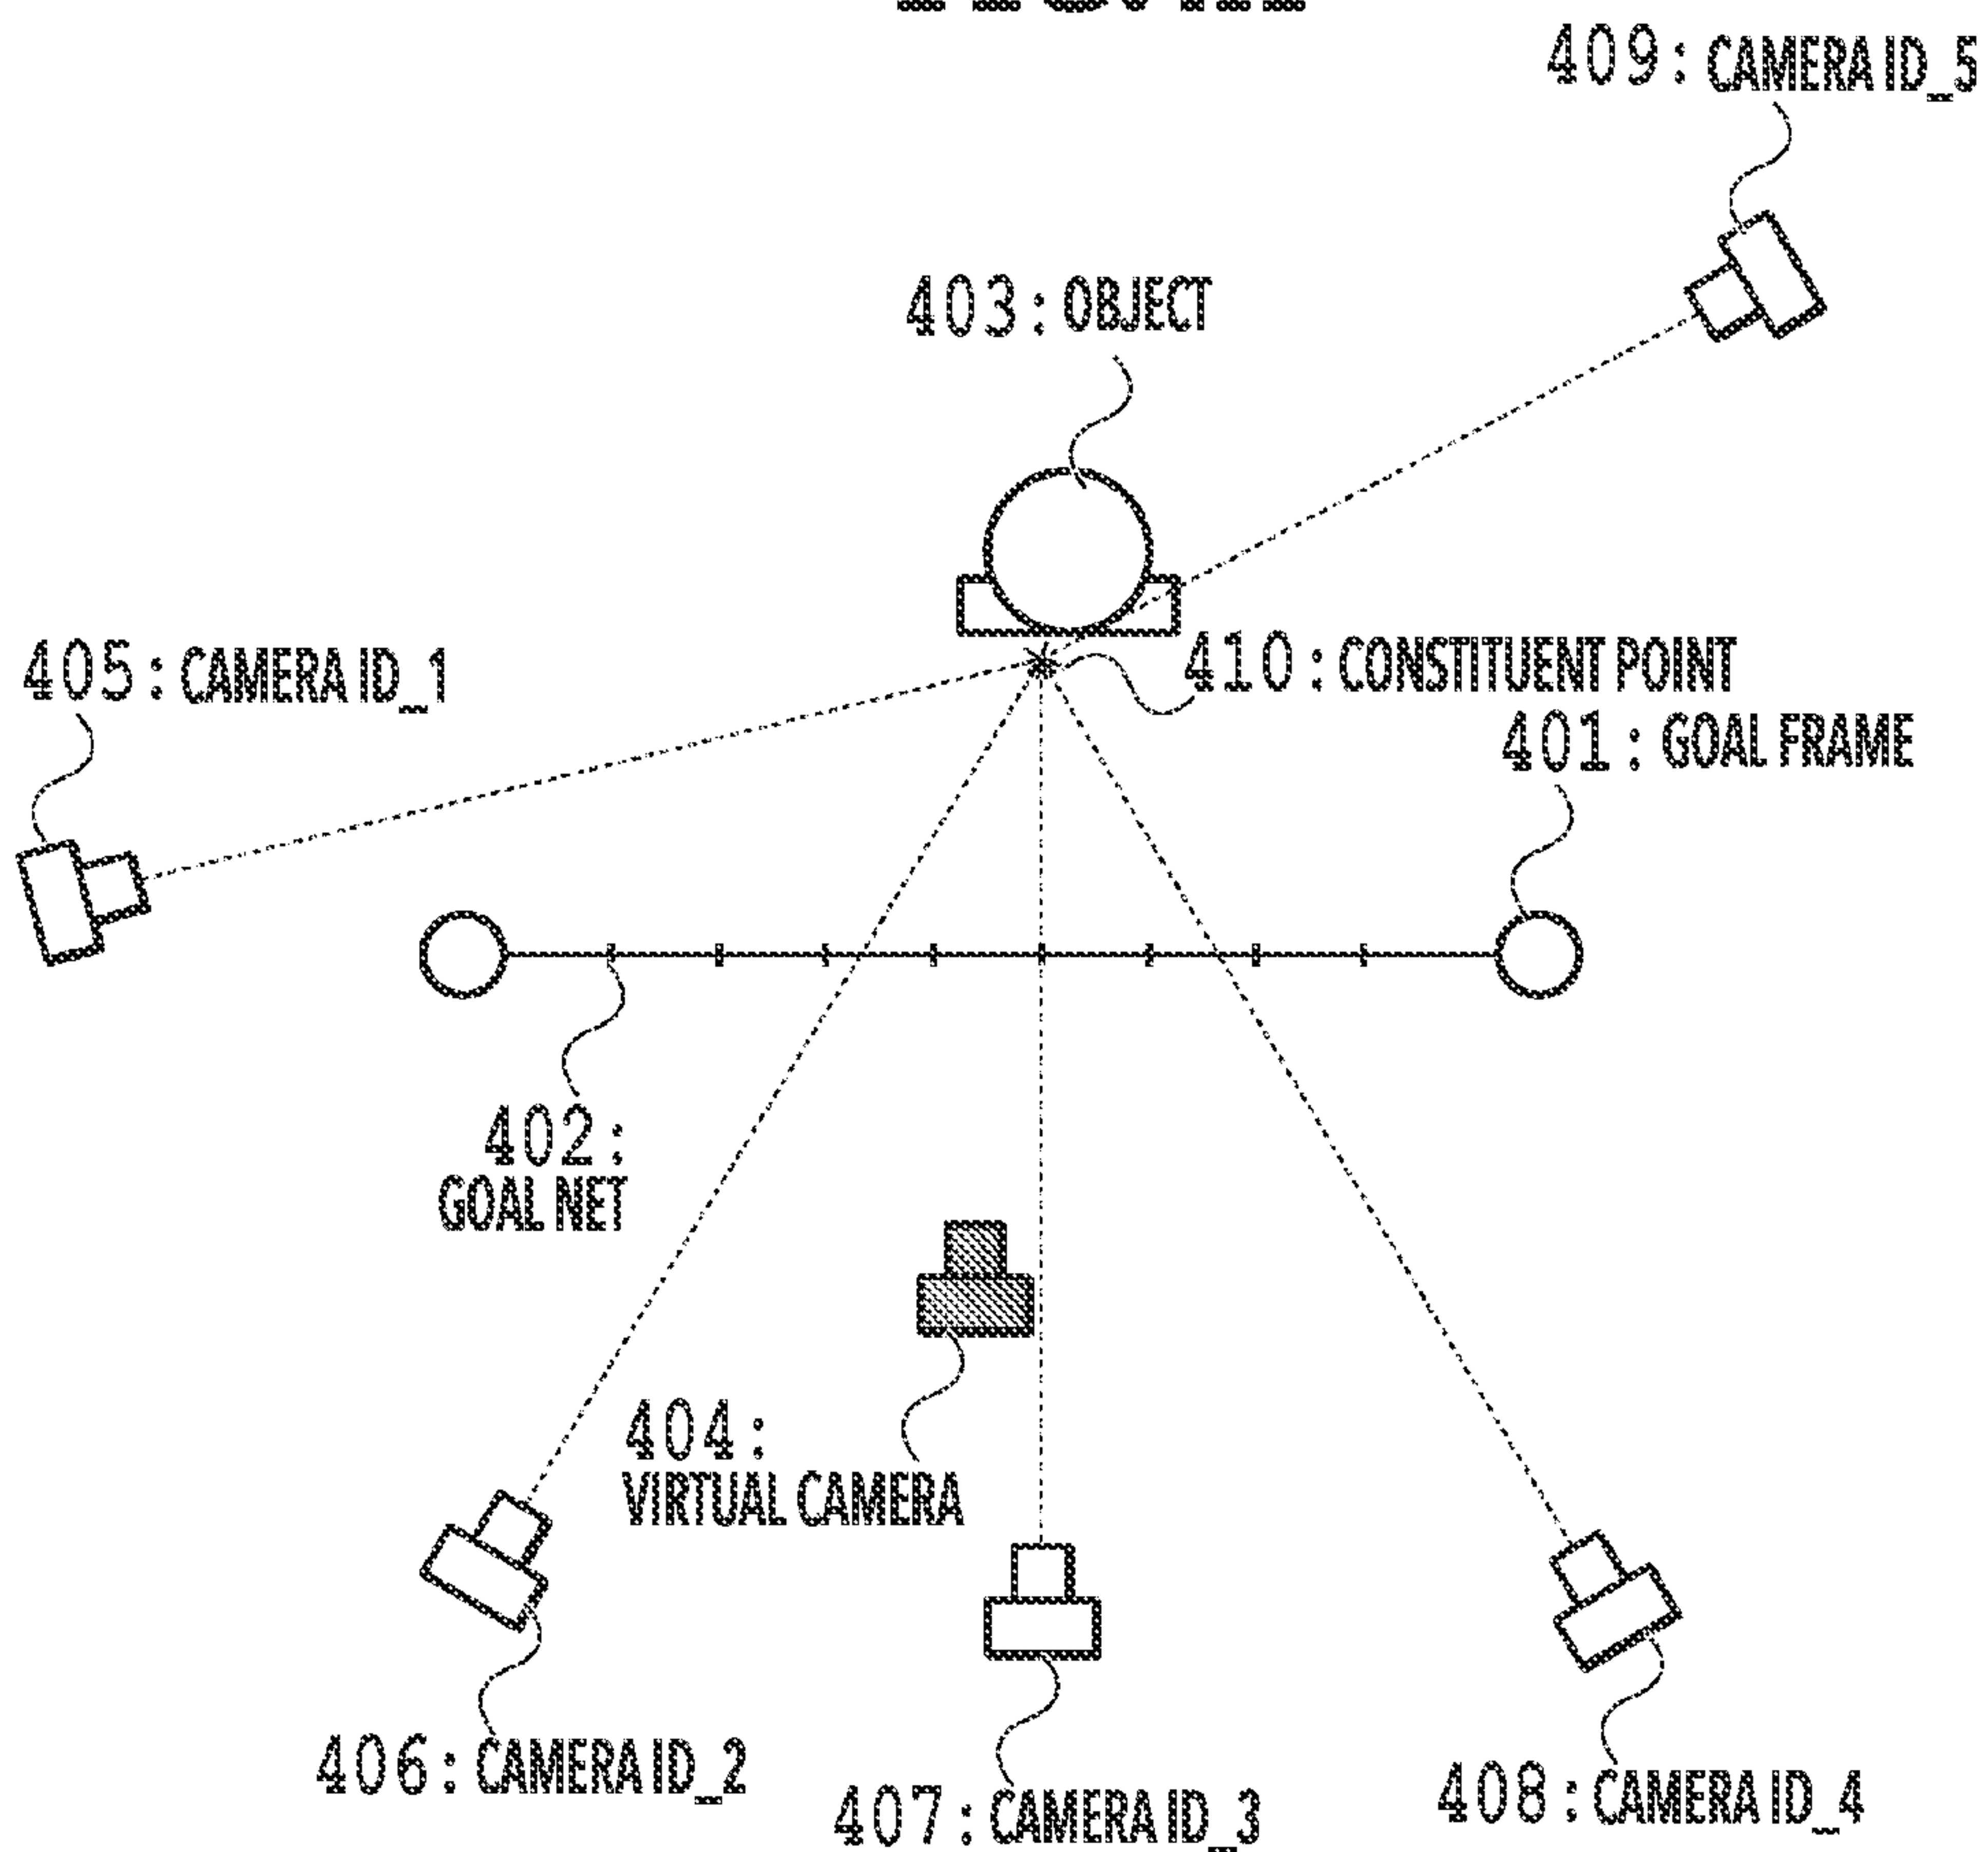 409: CAMERA ID_5
403: OBJECT
405: CAMERA ID_1
410: CONSTITUENT POINT
401: GOAL FRAME
402:
GOAL NET
404:
VIRTUAL CAMERA
406: CAMERA ID_2
407: CAMERA ID_3
408: CAMERA ID_4